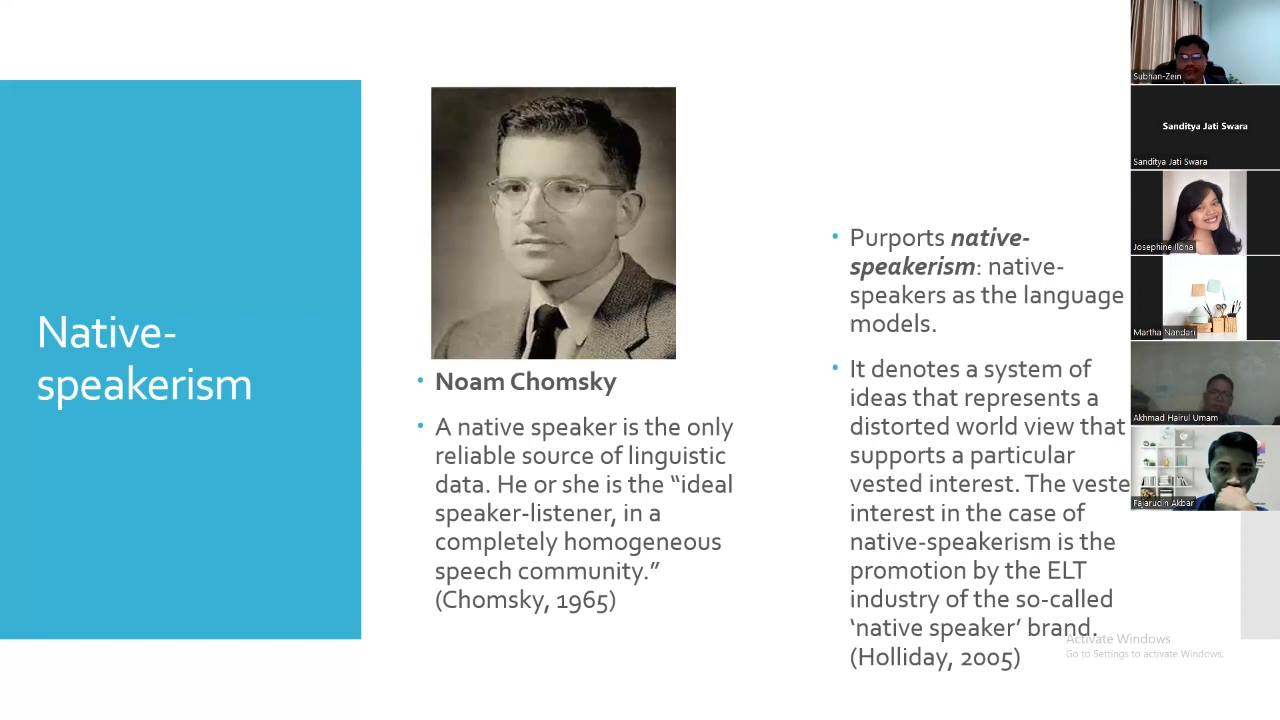 Native-
speakerism
• Noam Chomsky
• A native speaker is the only
reliable source of linguistic
data. He or she is the “ideal
speaker-listener, in a
completely homogeneous
speech community.”
(Chomsky, 1965)
• Purports native-
speakerism: native-
speakers as the language
models.
• It denotes a system of
ideas that represents a
distorted world view that
supports a particular
vested interest. The veste
interest in the case of
native-speakerism is the
promotion by the ELT
industry of the so-called
‘native speaker’ brand.
(Holliday, 2005)
Subhan-Zein
Sanditya Jati Swara
Sanditya Jati Swara
Josephine Ilona
Martha Nandari
Akhmad Hairul Umam
Fajarudin Akbar
Activate Windows
Go to Settings to activate Windows.